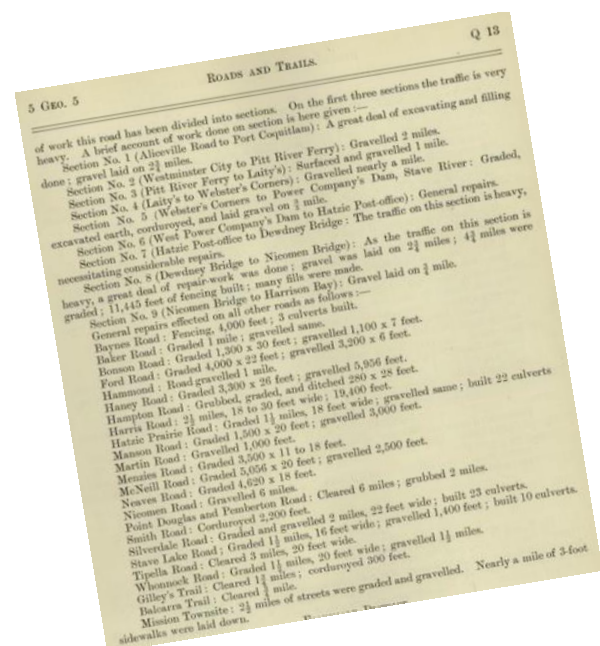 5 GEO. 5
ROADS AND TRAILS.
Q 13
of work this road has been divided into sections. On the first three sections the traffic is very
heavy. A brief account of work done on section is here given :—
Section No. 1 (Aliceville Road to Port Coquitlam): A great deal of excavating and filling
done; gravel laid on 2¾ miles.
Section No. 2 (Westminster City to Pitt River Ferry): Gravelled 2 miles.
Section No. 3 (Pitt River Ferry to Laity's): Surfaced and gravelled 1 mile.
Section No. 4 (Laity's to Webster's Corners): Gravelled nearly a mile.
Section No. 5 (Webster's Corners to Power Company's Dam, Stave River: Graded,
excavated earth, corduroyed, and laid gravel on ¾ mile.
Section No. 6 (West Power Company's Dam to Hatzic Post-office): General repairs.
Section No. 7 (Hatzic Post-office to Dewdney Bridge: The traffic on this section is heavy,
necessitating considerable repairs.
Section No. 8 (Dewdney Bridge to Nicomen Bridge): As the traffic on this section is
heavy, a great deal of repair-work was done; gravel was laid on 2¾ miles; 4¾ miles were
graded; 11,445 feet of fencing built; many fills were made.
Section No. 9 (Nicomen Bridge to Harrison Bay): Gravel laid on ¾ mile.
General repairs effected on all other roads as follows :—
Baynes Road: Fencing, 4,000 feet; 3 culverts built.
Baker Road: Graded 1 mile; gravelled same.
Bonson Road: Graded 1,300 x 30 feet; gravelled 1,100 x 7 feet.
Ford Road: Graded 4,000 x 22 feet; gravelled 3,200 x 6 feet.
Hammond: Road gravelled 1 mile.
Haney Road: Graded 3,300 x 26 feet; gravelled 5,956 feet.
Hampton Road: Grubbed, graded, and ditched 280 x 28 feet.
Harris Road: 2½ miles, 18 to 30 feet wide; 19,400 feet.
Hatzic Prairie Road: Graded 1½ miles, 18 feet wide; gravelled same; built 22 culverts
Manson Road: Graded 1,500 x 20 feet; gravelled 3,000 feet.
Martin Road: Gravelled 1,000 feet.
Menzies Road: Graded 3,500 x 11 to 18 feet.
McNeill Road: Graded 5,056 x 20 feet; gravelled 2,500 feet.
Neaves Road: Graded 4,620 x 18 feet.
Nicomen Road: Gravelled 6 miles.
Point Douglas and Pemberton Road: Cleared 6 miles; grubbed 2 miles.
Smith Road: Corduroyed 2,200 feet.
Silverdale Road: Graded and gravelled 2 miles, 22 feet wide; built 23 culverts.
Stave Lake Road; Graded 1½ miles, 16 feet wide; gravelled 1,400 feet; built 10 culverts.
Tipella Road: Cleared 3 miles, 20 feet wide.
Whonnock Road: Graded 1½ miles, 20 feet wide; gravelled 1½ miles.
Gilley's Trail: Cleared 1¾ miles; corduroyed 300 feet.
Balcarra Trail: Cleared mile.
Mission Townsite: 2½ miles of streets were graded and gravelled. Nearly a mile of 3-foot
sidewalks were laid down.